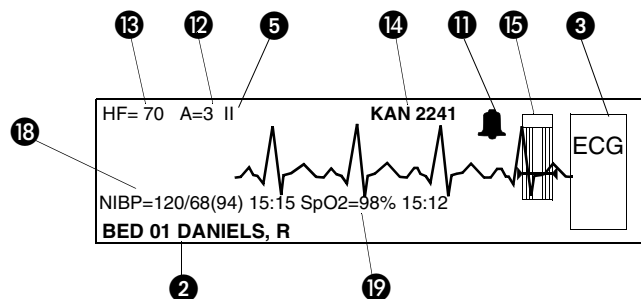 13 12 5 14 11 15 3
HF= 70 A=3 II KAN 2241
ECG
18
NIBP=120/68(94) 15:15 SpO2=98% 15:12
BED 01 DANIELS, R
2 19